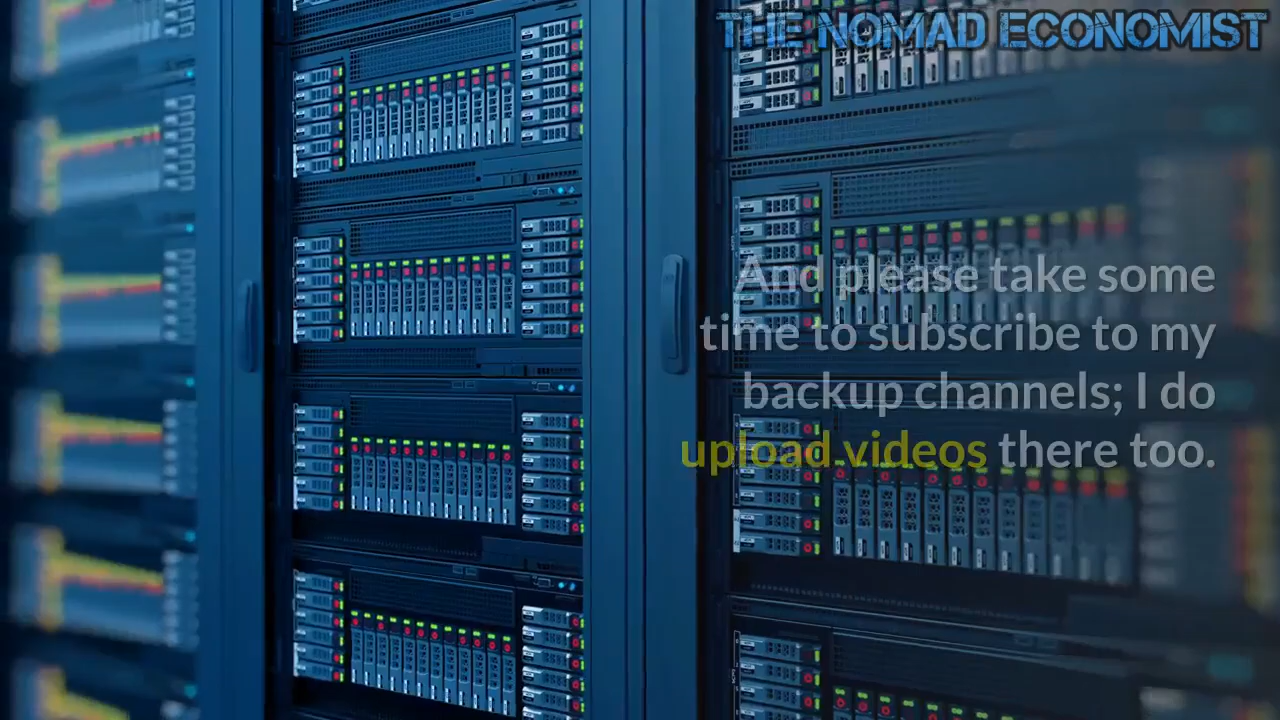 THE NOMAD ECONOMIST
And please take some
time to subscribe to my
backup channels; I do
upload videos there too.